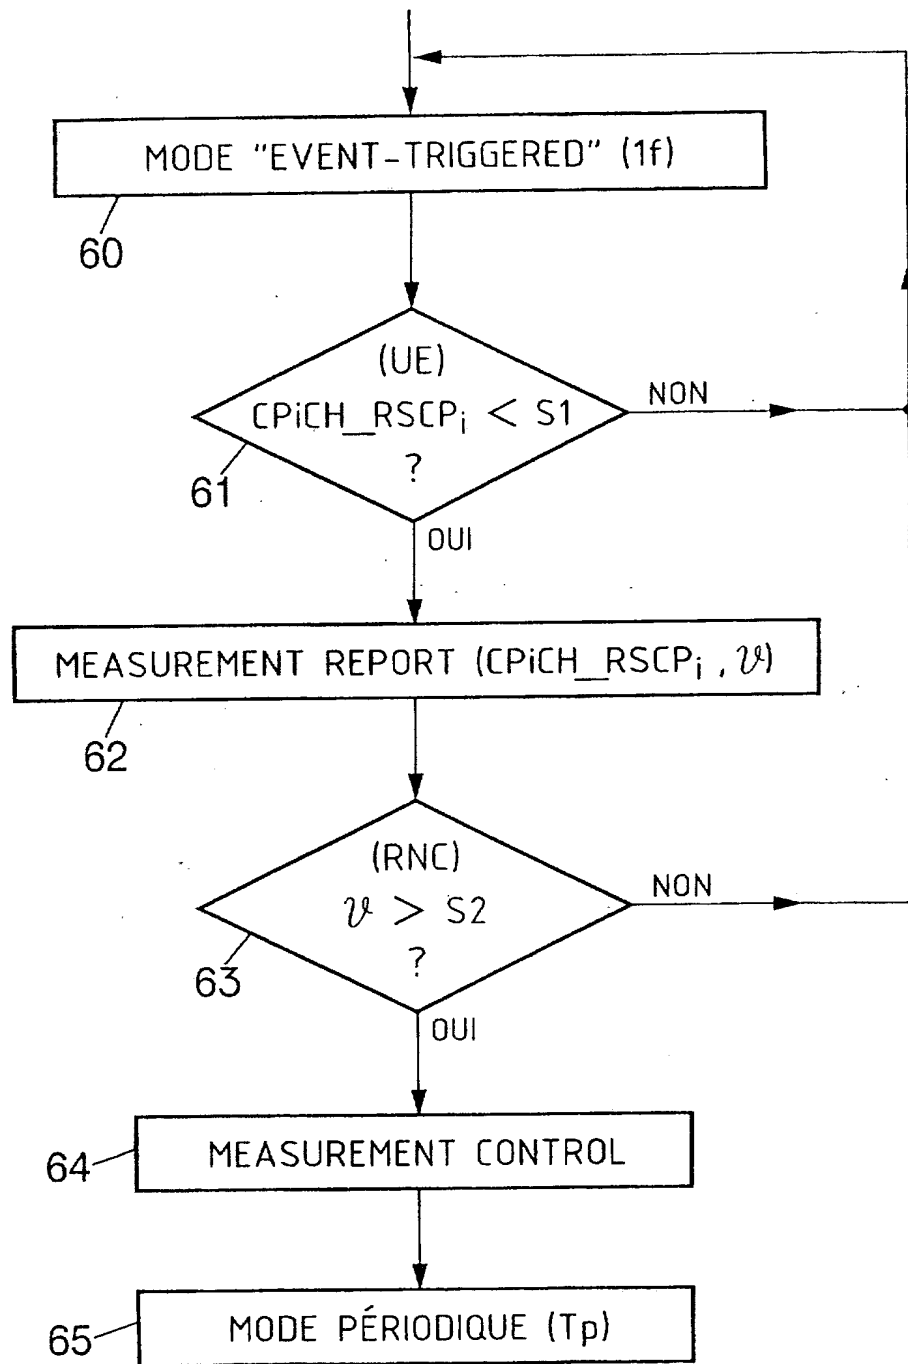 MODE "EVENT-TRIGGERED" (1f)
60
(UE)
CPiCH_RSCPi < S1
?
NON
61
OUI
MEASUREMENT REPORT (CPiCH_RSCPi , 𝓋)
62
(RNC)
𝓋 > S2
?
NON
63
OUI
MEASUREMENT CONTROL
64
MODE PÉRIODIQUE (Tp)
65